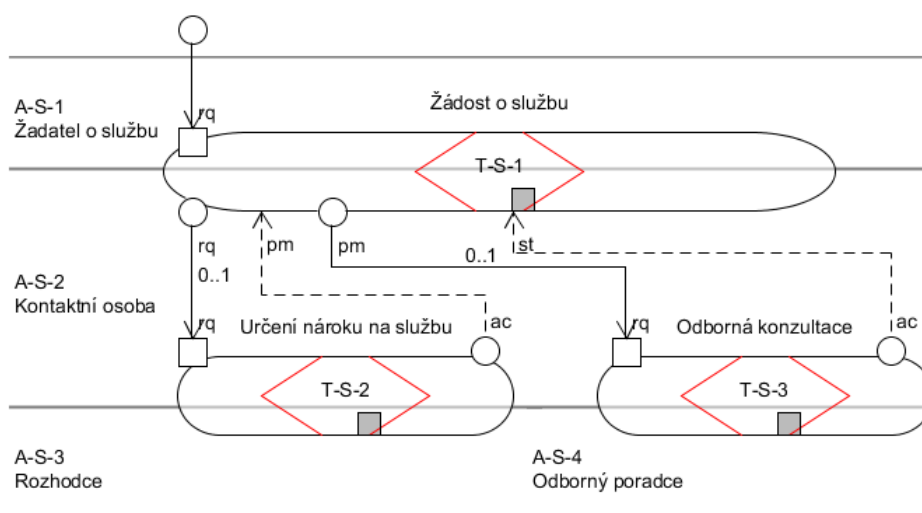 A-S-1
Žadatel o službu
rq
Žádost o službu
T-S-1
A-S-2
Kontaktní osoba
rq
0..1
pm
pm
0..1
st
rq
Určení nároku na službu
ac
rq
Odborná konzultace
ac
T-S-2
T-S-3
A-S-3
Rozhodce
A-S-4
Odborný poradce